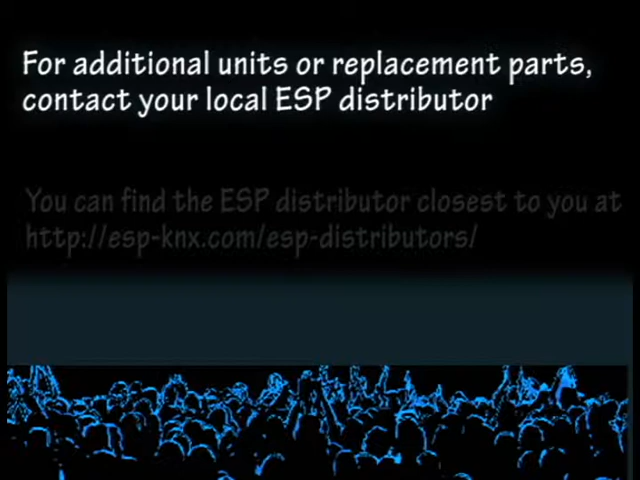 For additional units or replacement parts,
contact your local ESP distributor
You can find the ESP distributor closest to you at
http://esp-knx.com/esp-distributors/